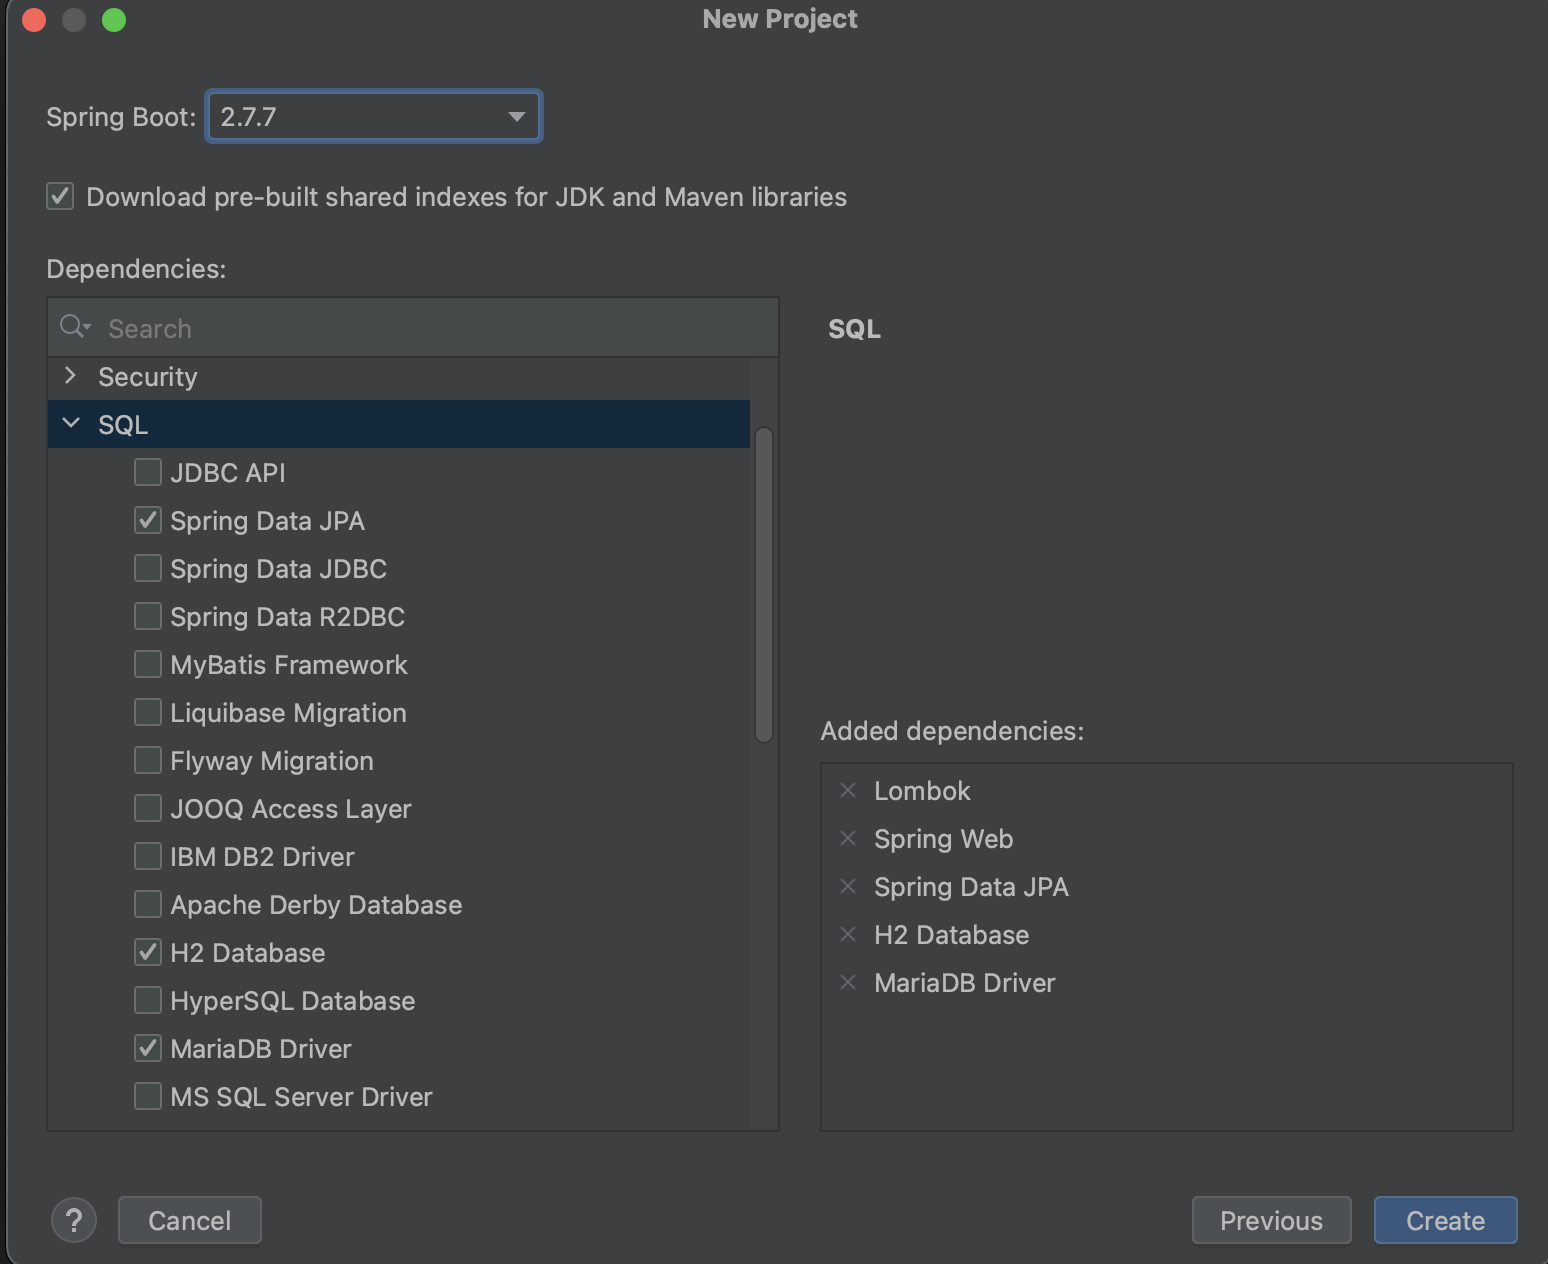 New Project
Spring Boot: 2.7.7
Download pre-built shared indexes for JDK and Maven libraries
Dependencies:
Search
Security
SQL
JDBC API
Spring Data JPA
Spring Data JDBC
Spring Data R2DBC
MyBatis Framework
Liquibase Migration
Flyway Migration
JOOQ Access Layer
IBM DB2 Driver
Apache Derby Database
H2 Database
HyperSQL Database
MariaDB Driver
MS SQL Server Driver
SQL
Added dependencies:
Lombok
Spring Web
Spring Data JPA
H2 Database
MariaDB Driver
? Cancel Previous Create